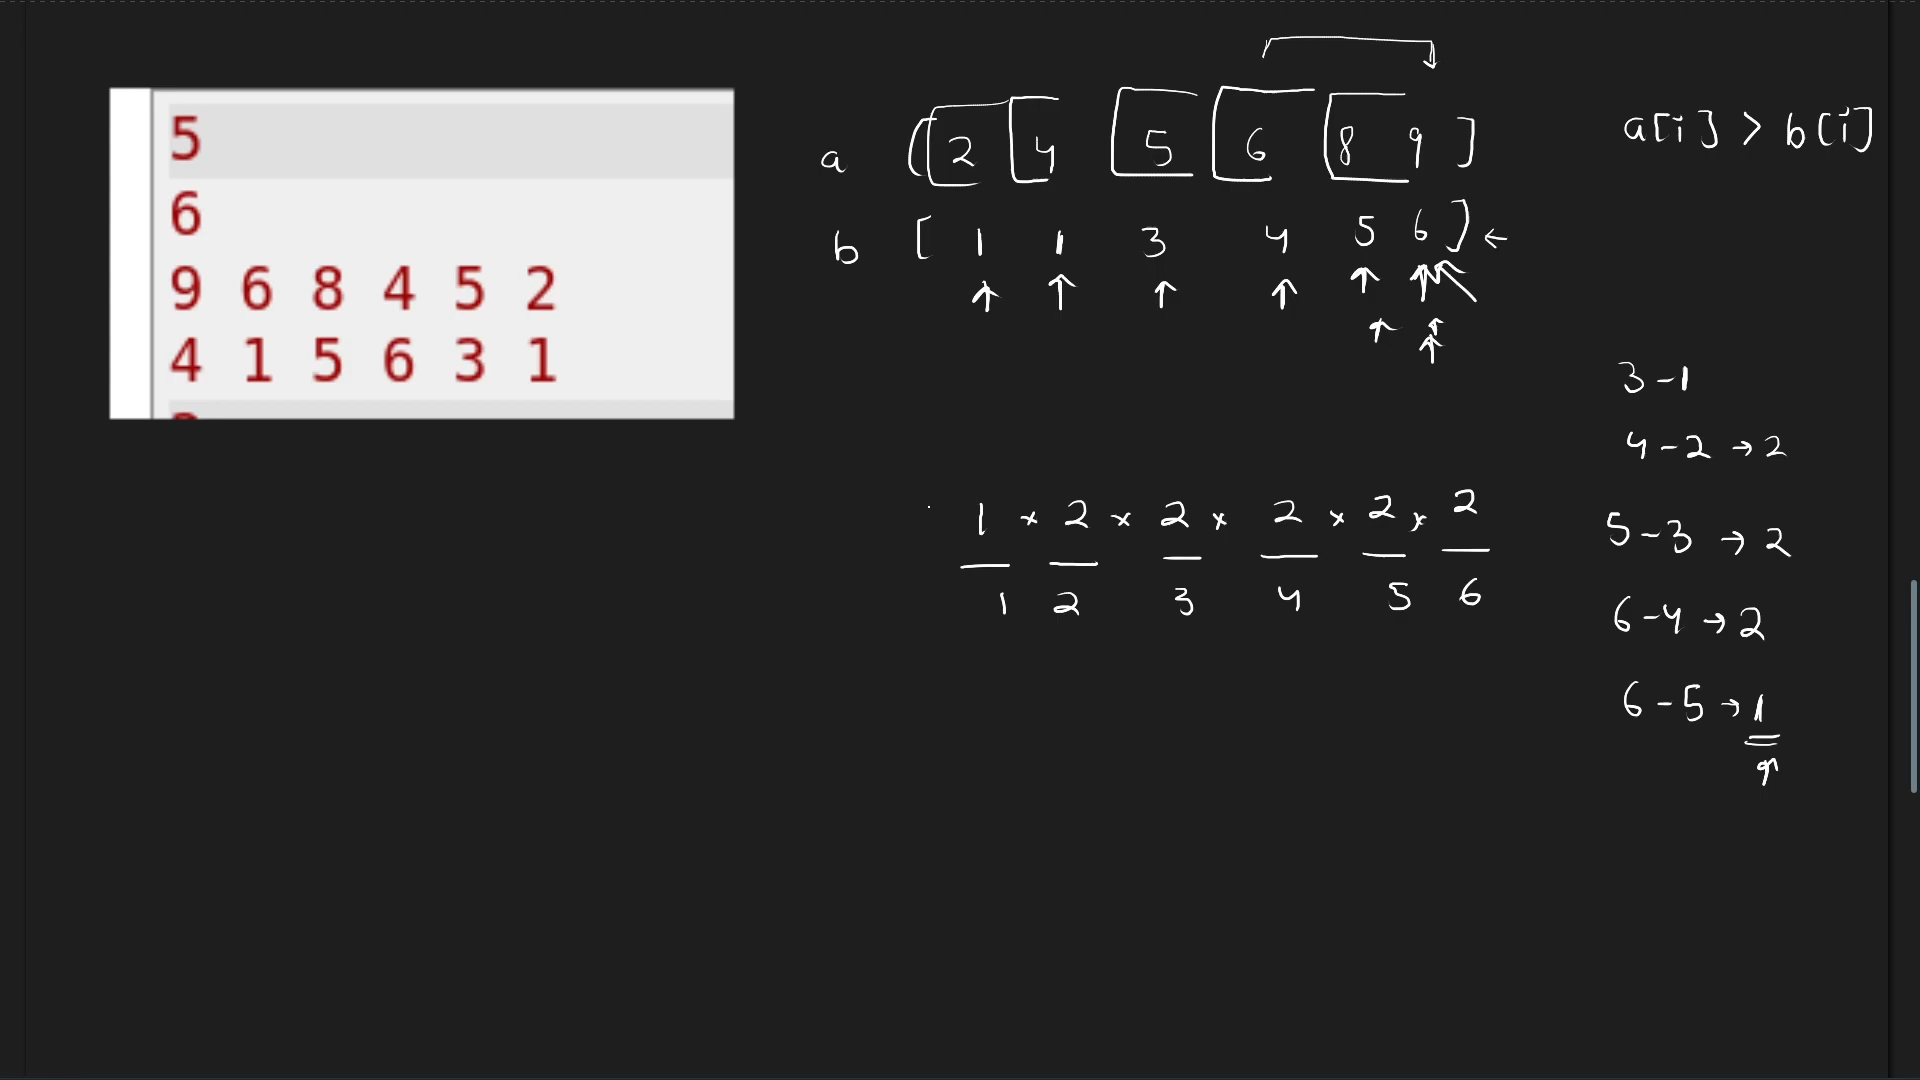 5
6
9 6 8 4 5 2
4 1 5 6 3 1
a [ 2 4 5 6 8 9 ]
b [ 1 1 3 4 5 6 ] ←
a[i] > b[i]
3 - 1
4 - 2 → 2
5 - 3 → 2
6 - 4 → 2
6 - 5 → 1
1 × 2 × 2 × 2 × 2 × 2
1 2 3 4 5 6